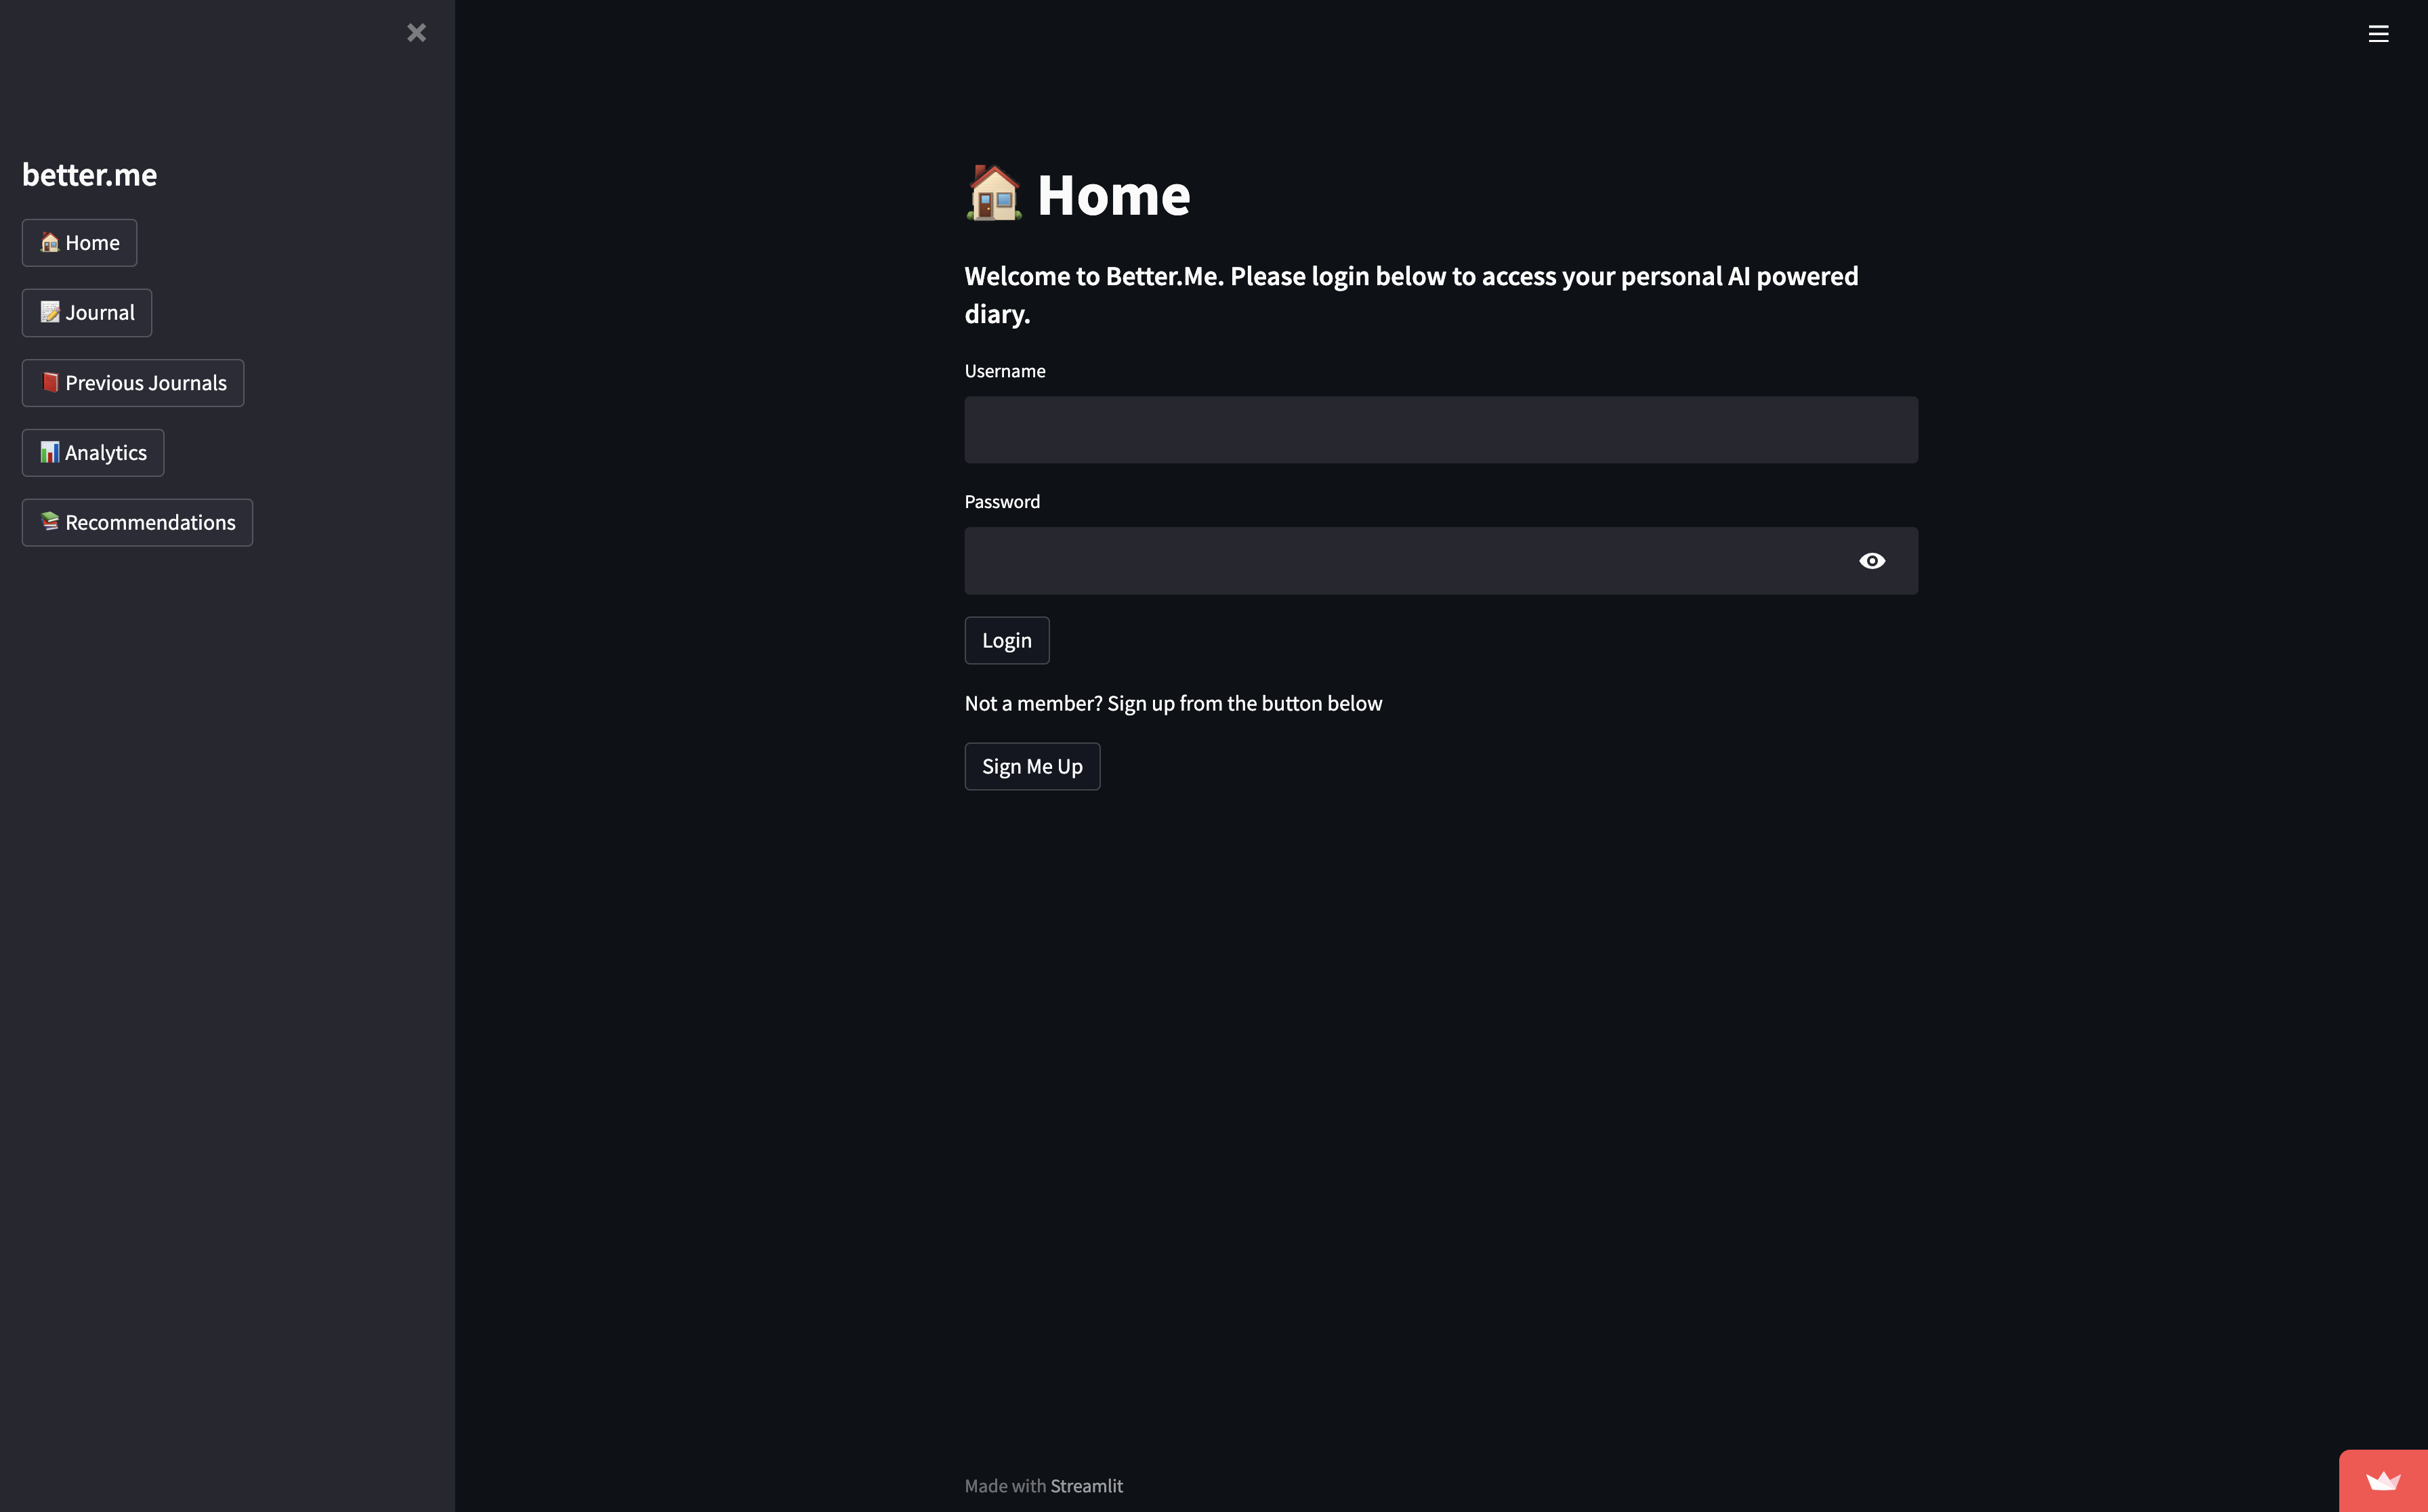 better.me
Home
Journal
Previous Journals
Analytics
Recommendations
Home
Welcome to Better.Me. Please login below to access your personal AI powered
diary.
Username
Password
Login
Not a member? Sign up from the button below
Sign Me Up
Made with Streamlit